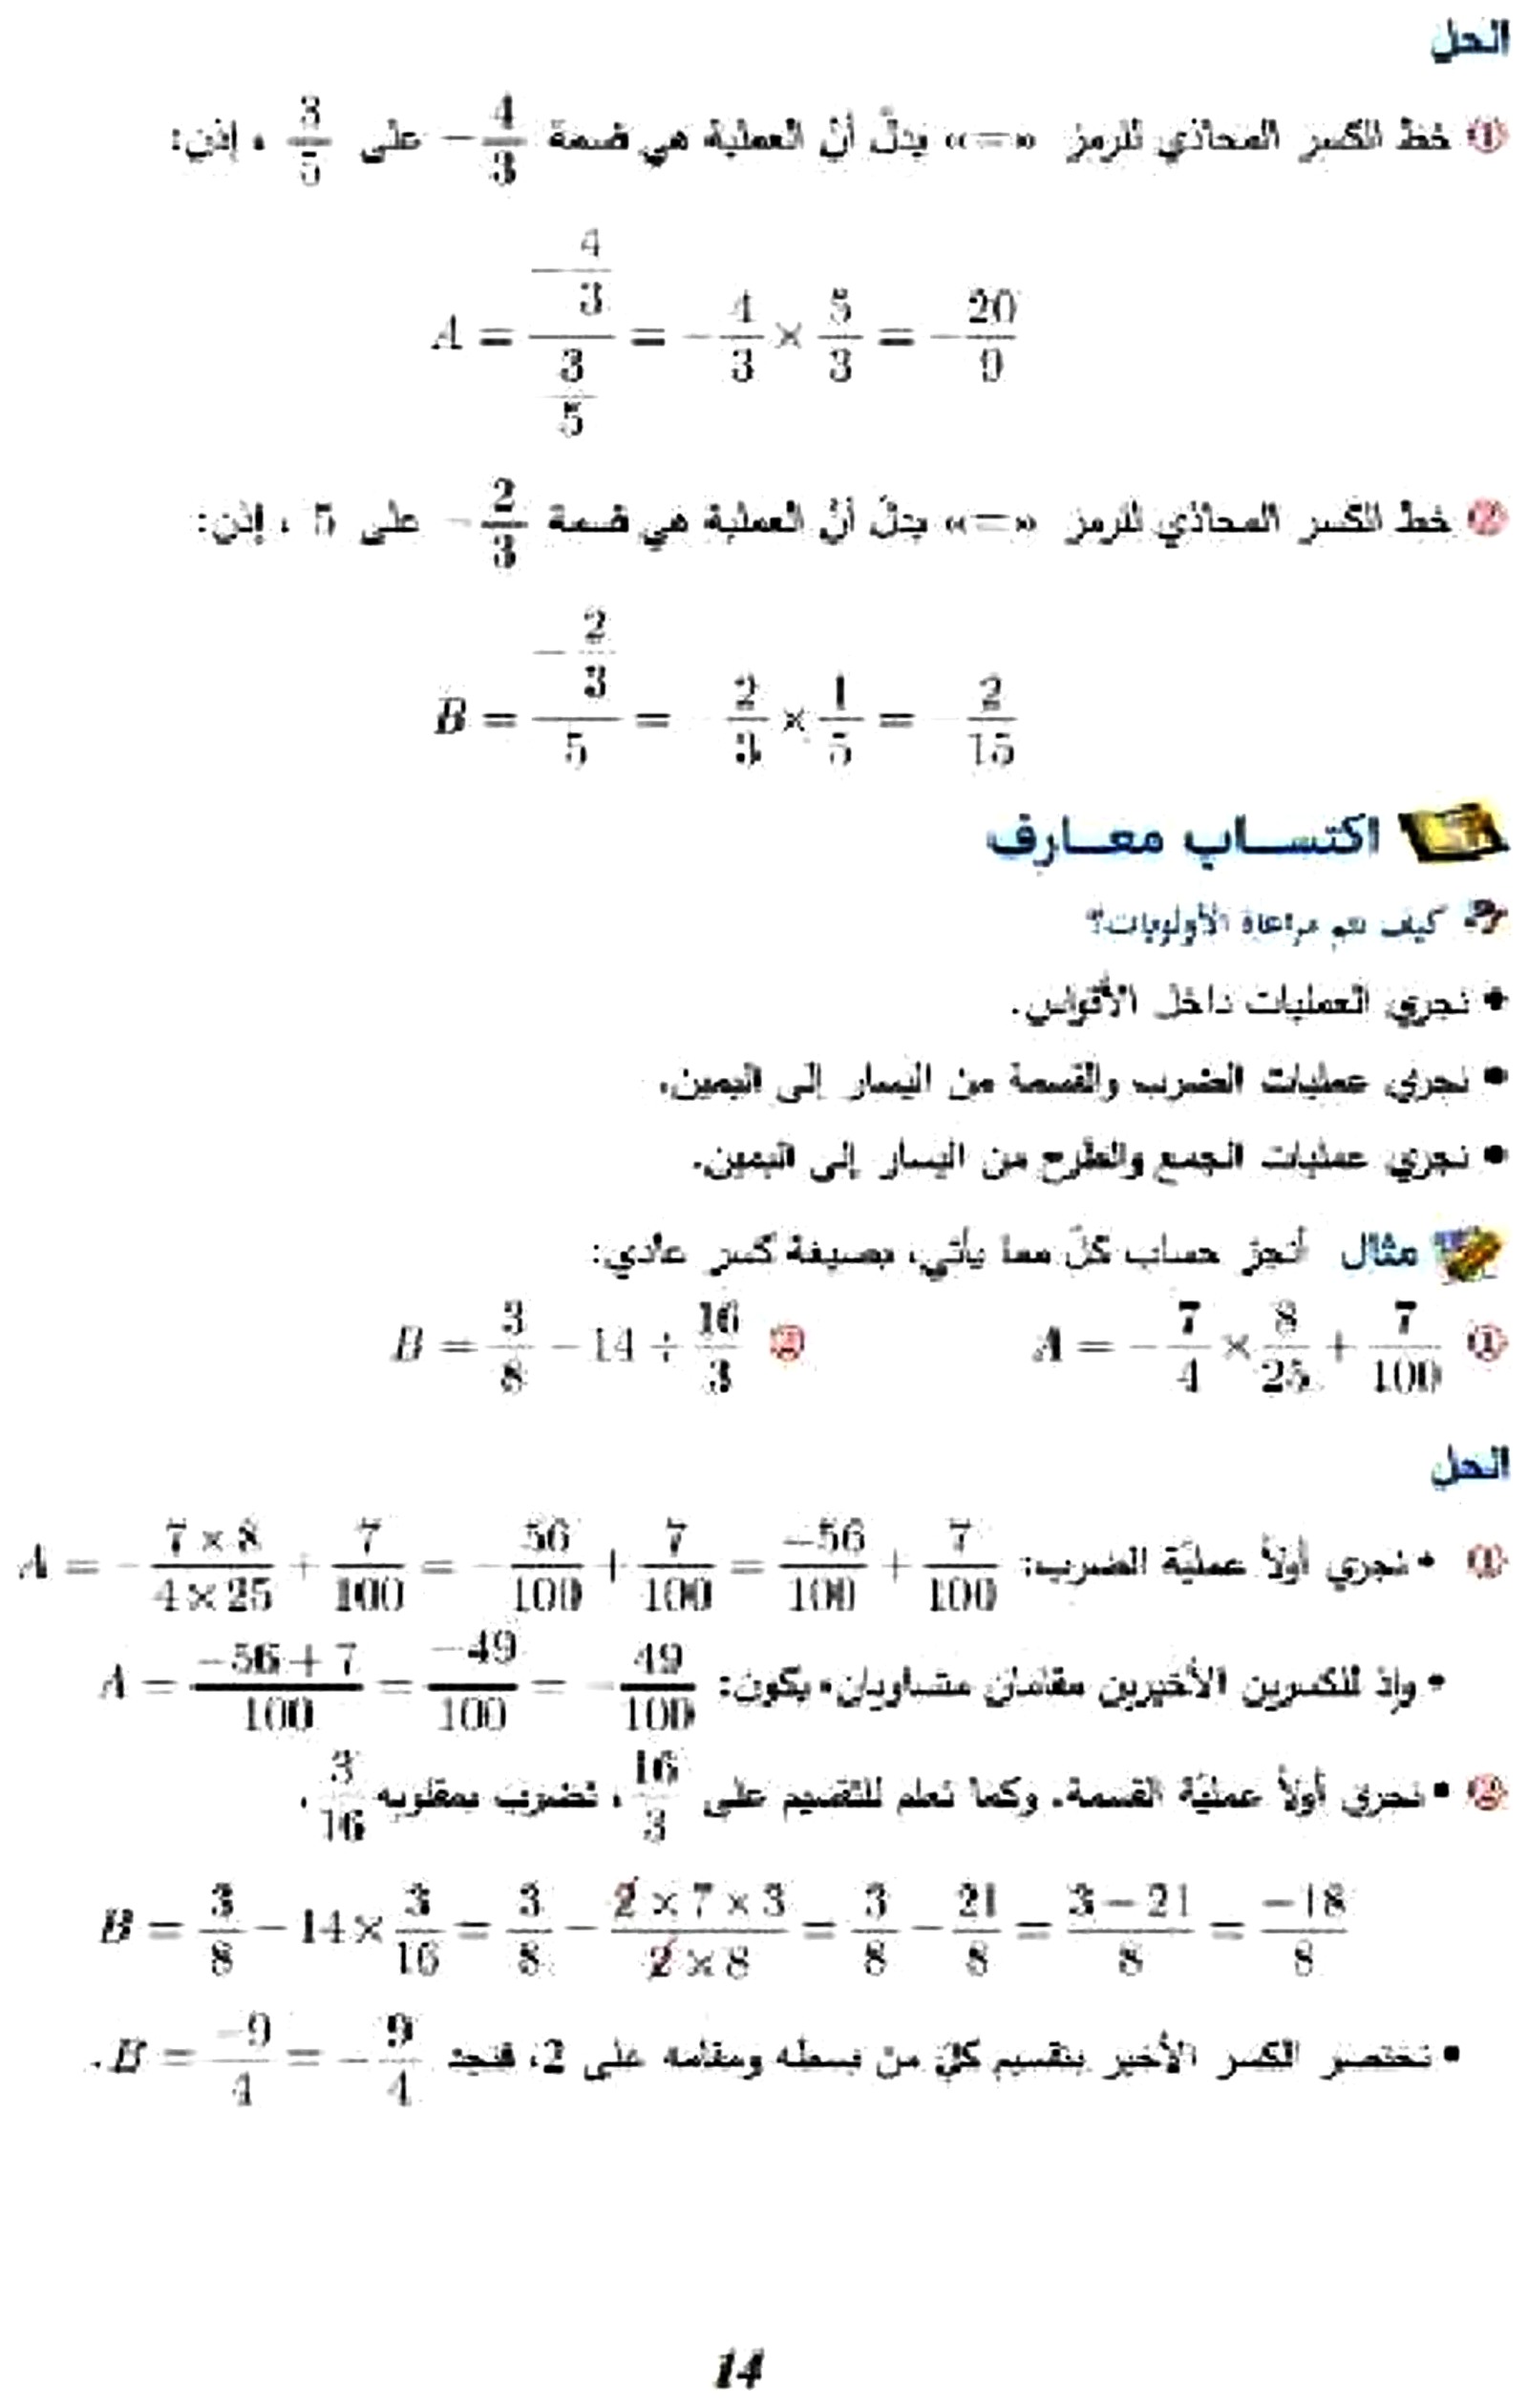 الحل
① خط الكسر المحاذي للرمز «=» يدلّ أنّ العملية هي قسمة −4/3 على 3/5 ، إذن:
A = (−4/3)/(3/5) = −4/3 × 5/3 = −20/9
② خط الكسر المحاذي للرمز «=» يدلّ أنّ العملية هي قسمة −2/3 على 5 ، إذن:
B = (−2/3)/5 = −2/3 × 1/5 = −2/15
اكتساب معارف
كيف تتم مراعاة الأولويات؟
• نجري العمليات داخل الأقواس.
• نجري عمليات الضرب والقسمة من اليسار إلى اليمين.
• نجري عمليات الجمع والطرح من اليسار إلى اليمين.
مثال أنجز حساب كلّ مما يأتي، بصيغة كسر عادي:
① A = −7/4 × 8/25 + 7/100 ② B = 3/8 − 14 ÷ 16/3
الحل
① • نجري أولاً عمليّة الضرب: A = −(7 × 8)/(4 × 25) + 7/100 = −56/100 + 7/100 = −56/100 + 7/100
• وإذ للكسرين الأخيرين مقامان متساويان، يكون: A = (−56 + 7)/100 = −49/100 = −49/100
② • نجري أولاً عمليّة القسمة. وكما نعلم للتقسيم على 16/3 ، نضرب بمقلوبه 3/16 .
B = 3/8 − 14 × 3/16 = 3/8 − (2 × 7 × 3)/(2 × 8) = 3/8 − 21/8 = (3 − 21)/8 = −18/8
• نختصر الكسر الأخير بتقسيم كلّ من بسطه ومقامه على 2، فنجد B = −9/4 = −9/4 .
14